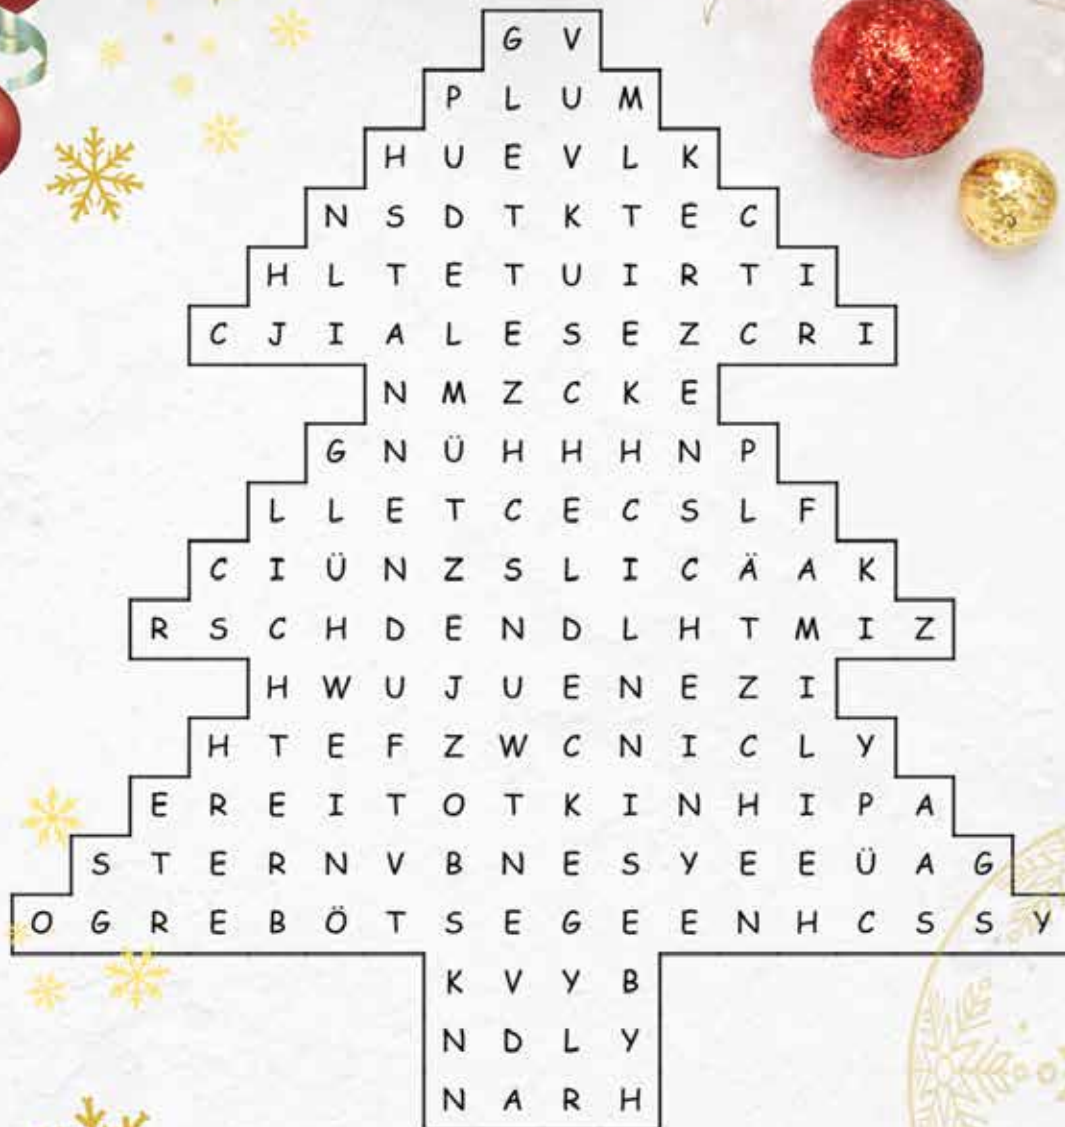 G V
P L U M
H U E V L K
N S D T K T E C
H L T E T U I R T I
C J I A L E S E Z C R I
N M Z C K E
G N Ü H H H N P
L L E T C E C S L F
C I Ü N Z S L I C Ä A K
R S C H D E N D L H T M I Z
H W U J U E N E Z I
H T E F Z W C N I C L Y
E R E I T O T K I N H I P A
S T E R N V B N E S Y E E Ü A G
O G R E B Ö T S E G E E N H C S S Y
K V Y B
N D L Y
N A R H